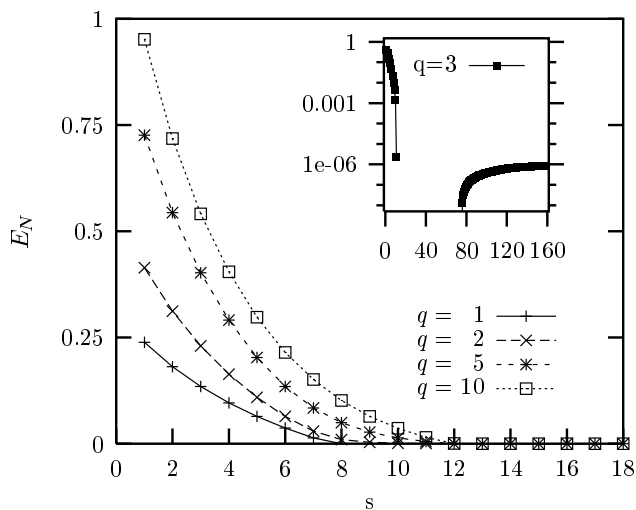 1
0.75
0.5
0.25
0
E_N
0 2 4 6 8 10 12 14 16 18
s
1
0.001
1e-06
q=3
0 40 80 120 160
q = 1
q = 2
q = 5
q = 10